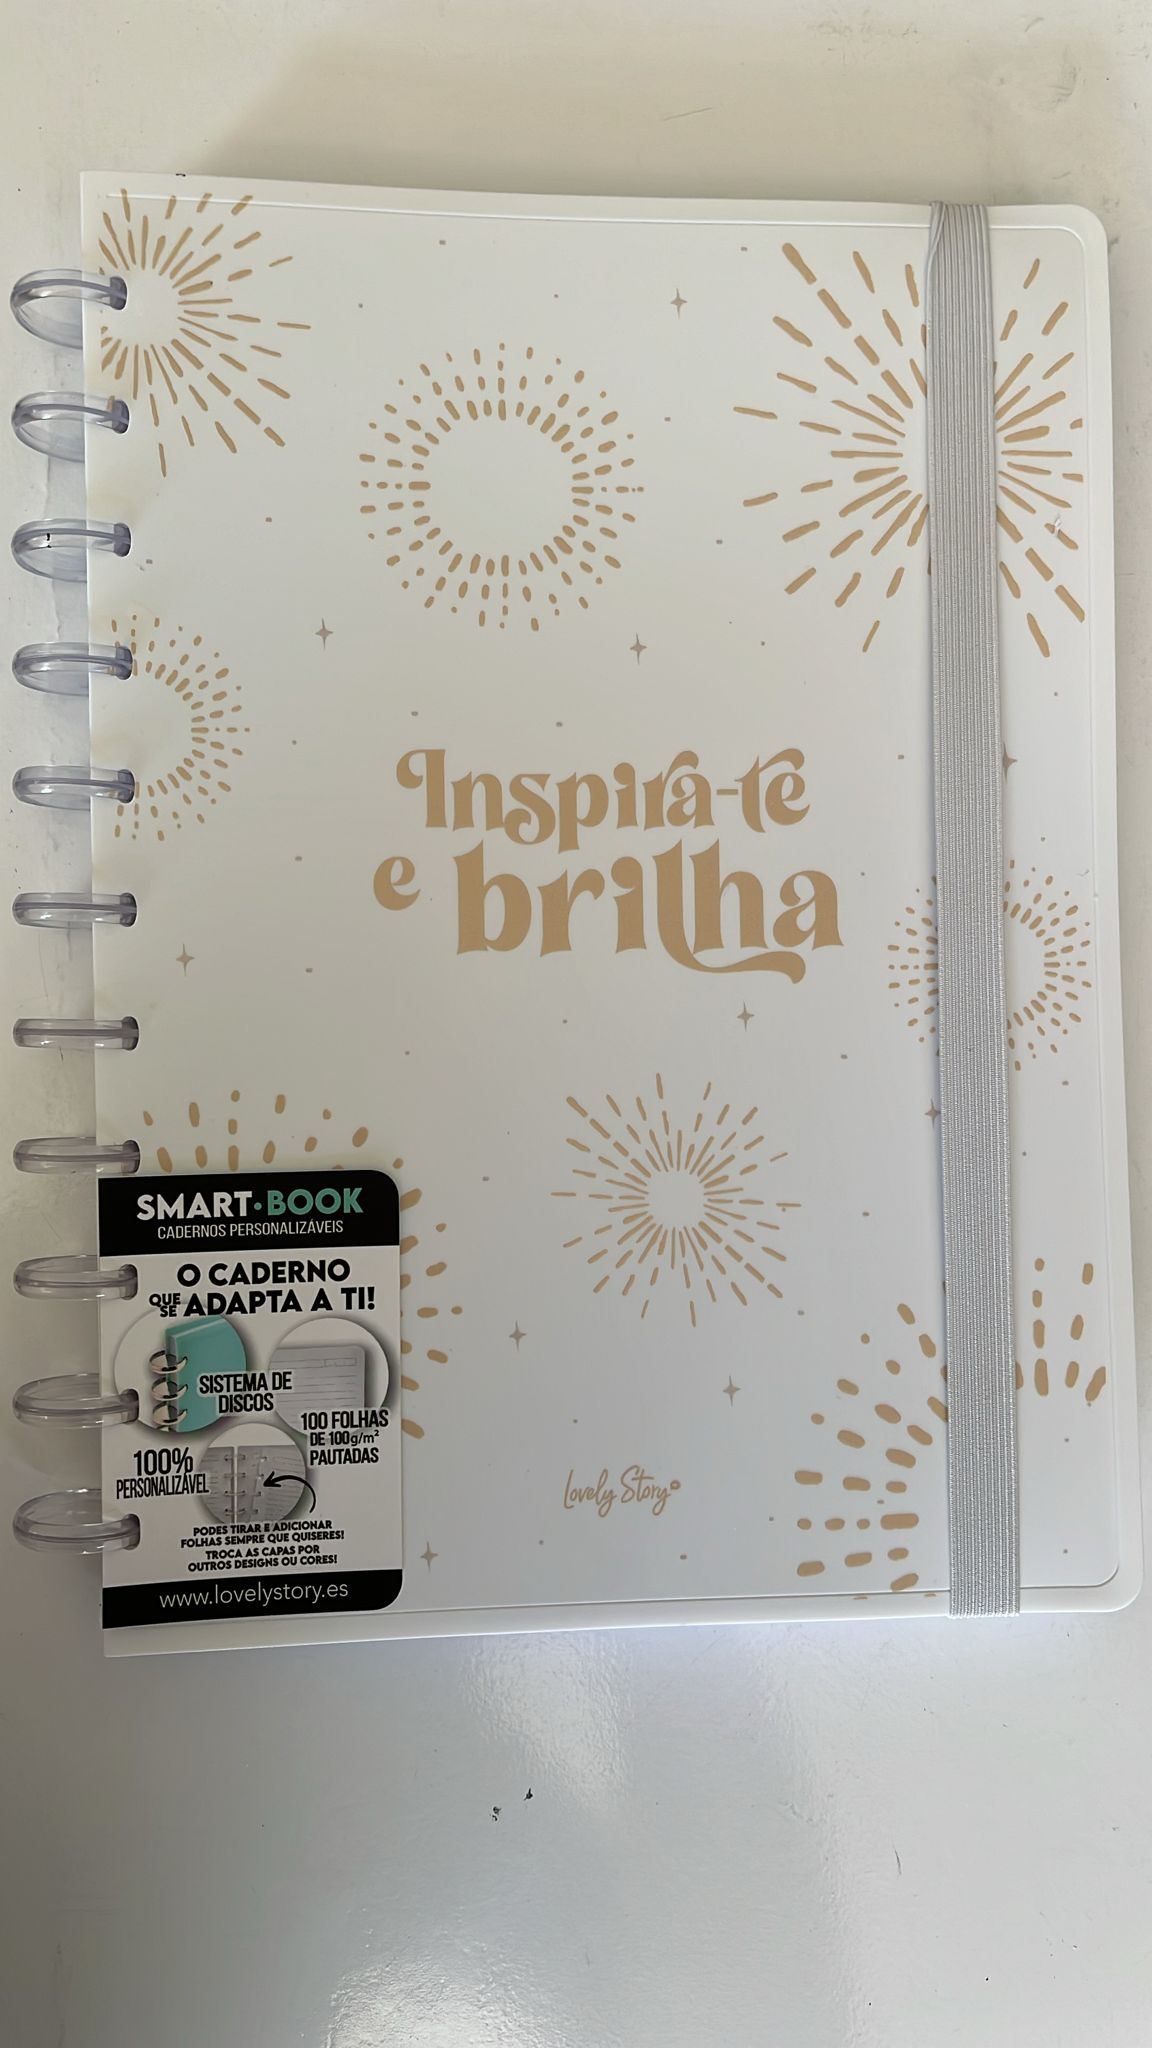 Inspira-te
e brilha
SMART·BOOK
CADERNOS PERSONALIZÁVEIS
O CADERNO
QUE SE ADAPTA A TI!
SISTEMA DE
DISCOS
100 FOLHAS
DE 100g/m²
PAUTADAS
100%
PERSONALIZÁVEL
PODES TIRAR E ADICIONAR
FOLHAS SEMPRE QUE QUISERES!
TROCA AS CAPAS POR
OUTROS DESIGNS OU CORES!
www.lovelystory.es
Lovely Story